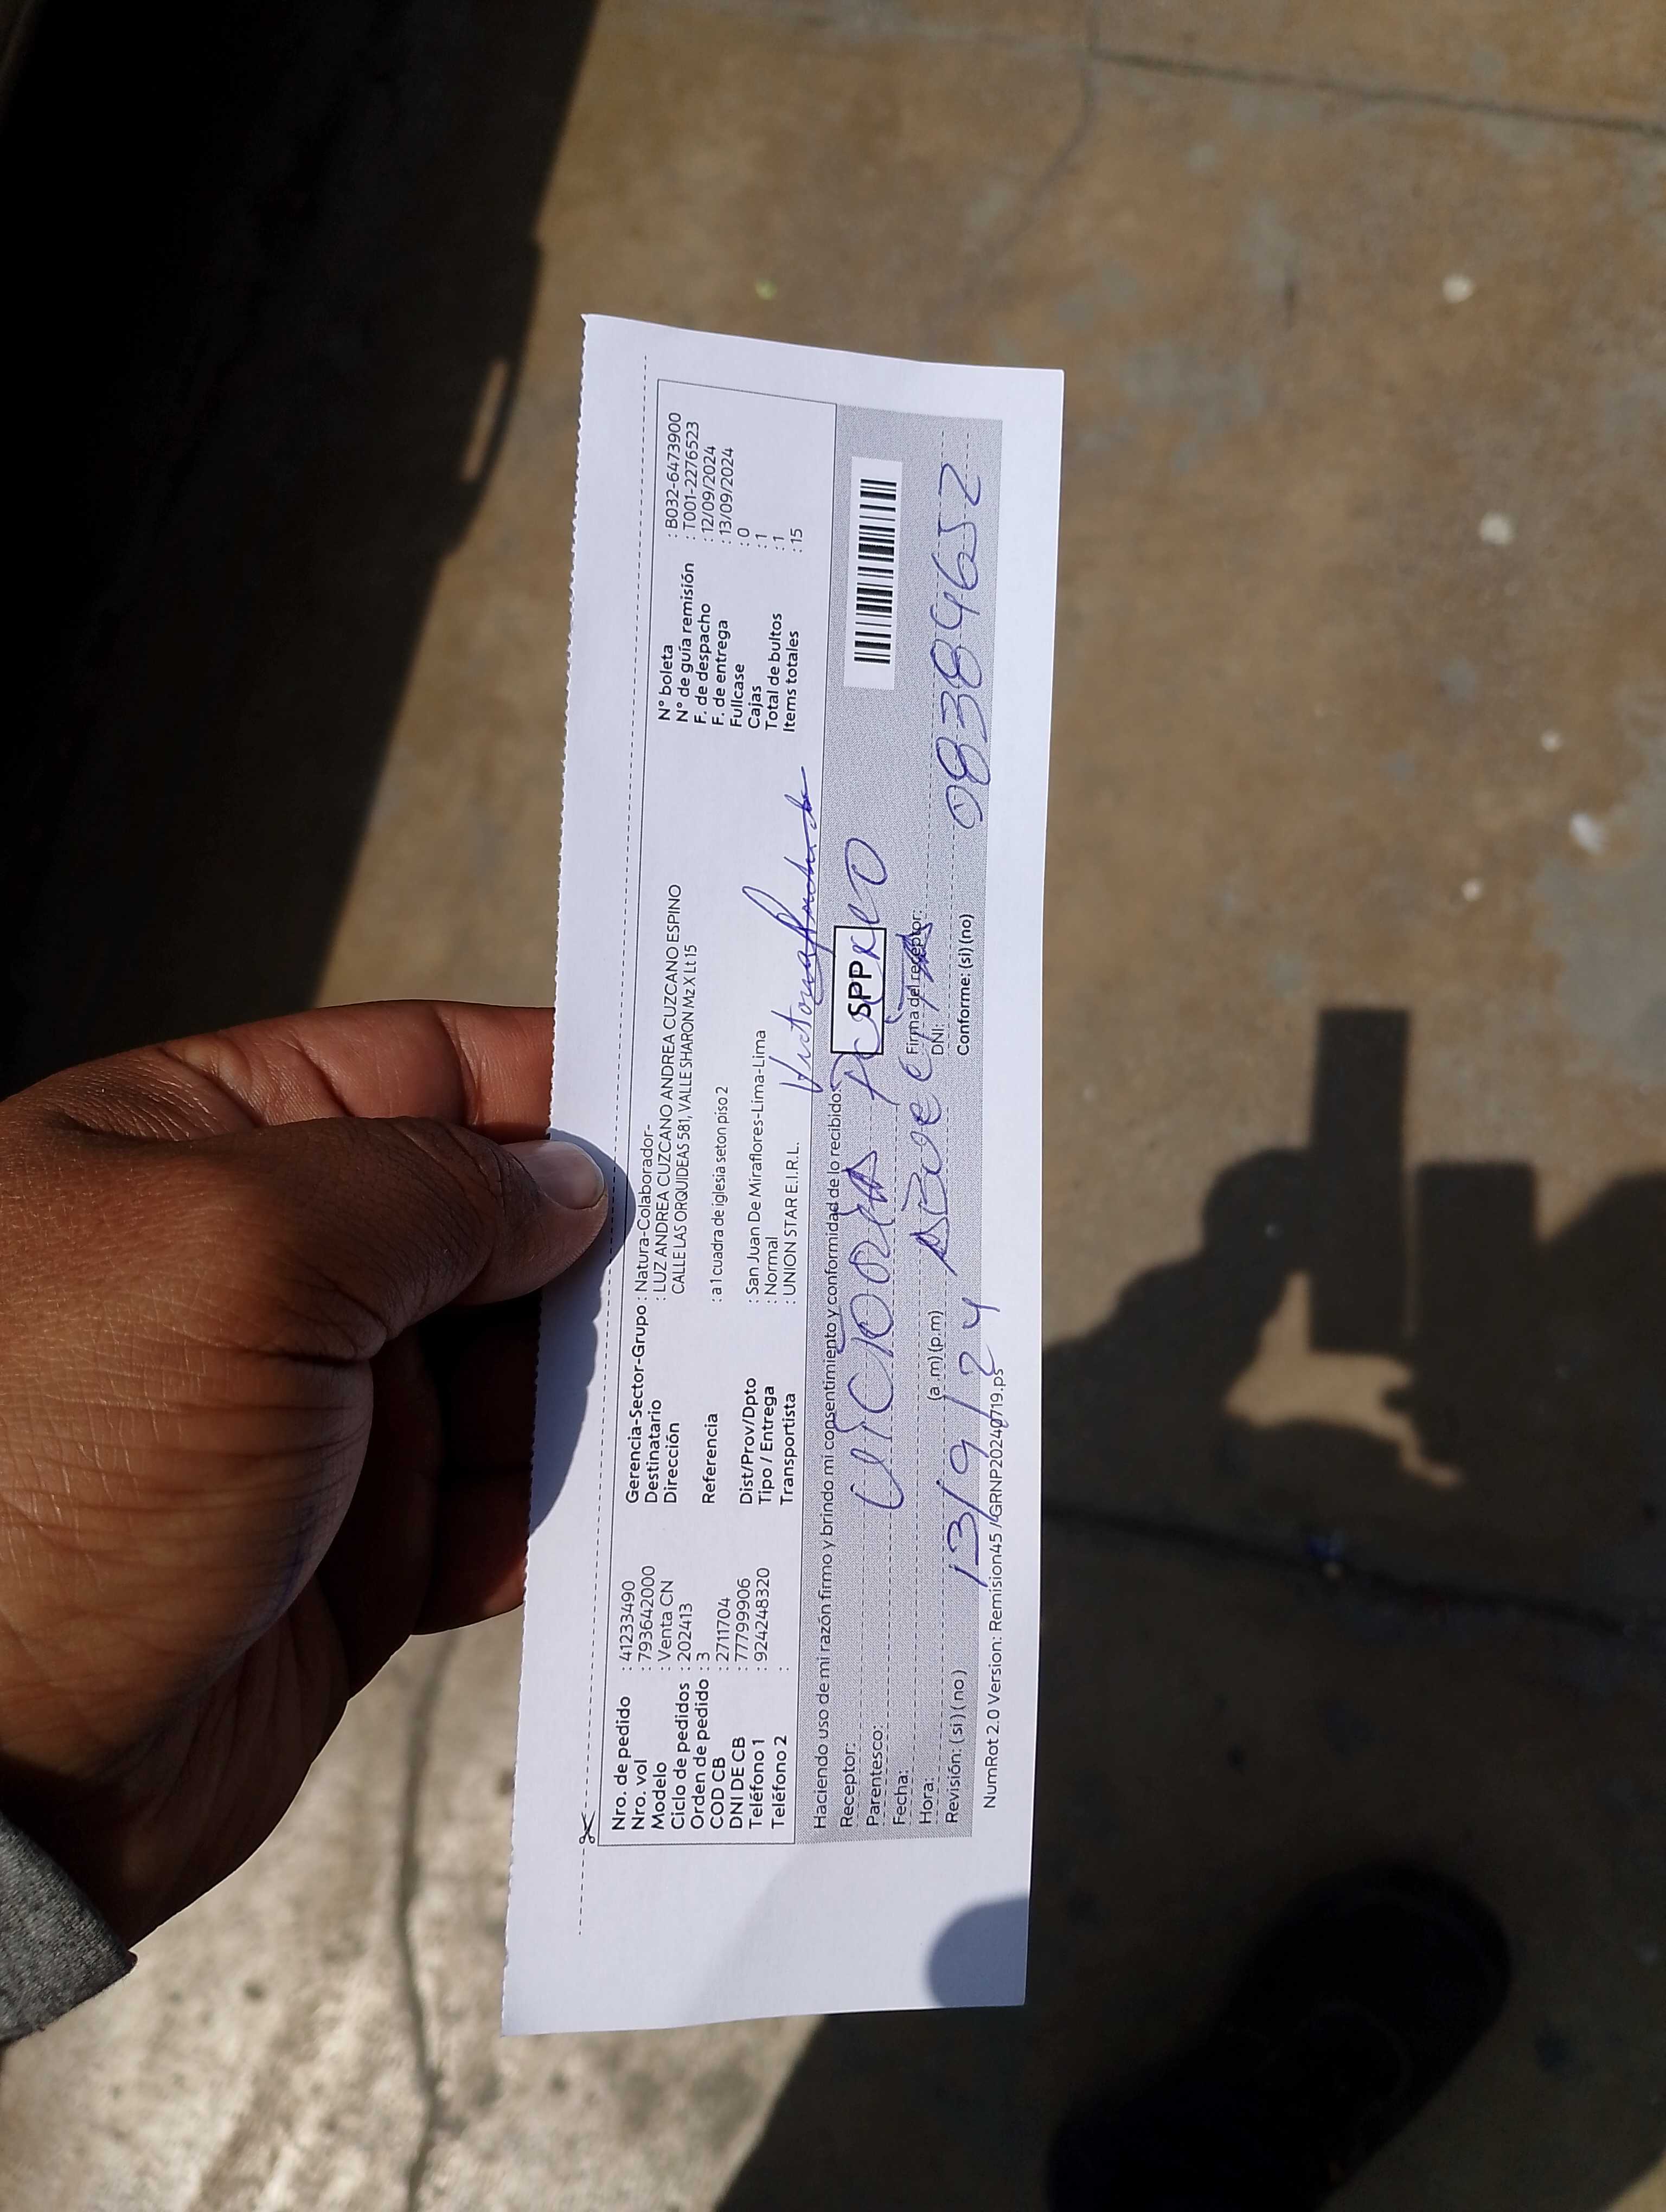 Nro. de pedido : 41233490
Nro. vol : 793642000
Modelo : Venta CN
Ciclo de pedidos : 202413
Orden de pedido : 3
COD CB : 2711704
DNI DE CB : 77799906
Teléfono 1 : 924248320
Teléfono 2 :
Gerencia-Sector-Grupo : Natura-Colaborador-
Destinatario : LUZ ANDREA CUZCANO ANDREA CUZCANO ESPINO
Dirección CALLE LAS ORQUIDEAS 581, VALLE SHARON Mz X Lt 15
Referencia : a 1 cuadra de iglesia seton piso 2
Dist/Prov/Dpto : San Juan De Miraflores-Lima-Lima
Tipo / Entrega : Normal
Transportista : UNION STAR E.I.R.L.
N° boleta : B032-6473900
N° de guía remisión : T001-2276523
F. de despacho : 12/09/2024
F. de entrega : 13/09/2024
Fullcase : 0
Cajas : 1
Total de bultos : 1
Items totales : 15
Haciendo uso de mi razón firmo y brindo mi consentimiento y conformidad de lo recibido:
SPP
Receptor: VICTORIA
Parentesco:
Fecha: 13/9/24
Hora: (a.m) (p.m)
Revisión: (si) (no)
Firma del receptor:
DNI: 08384652
Conforme: (si) (no)
NumRot 2.0 Version: Remision45 //GRNP20240719.ps